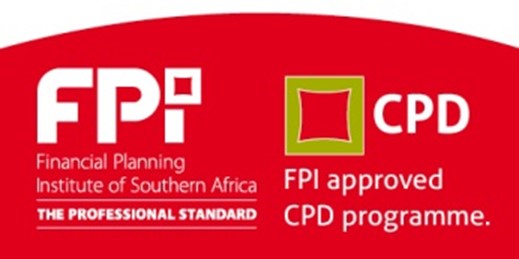 FPi
Financial Planning
Institute of Southern Africa
THE PROFESSIONAL STANDARD
CPD
FPI approved
CPD programme.